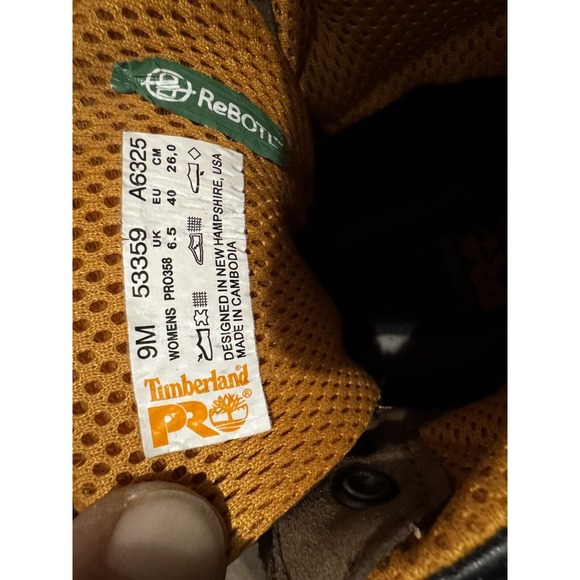 ReBOTL
9M 53359 A6325
WOMENS PRO358 UK EU CM
6.5 40 26,0
DESIGNED IN NEW HAMPSHIRE, USA
MADE IN CAMBODIA
Timberland
PRO®